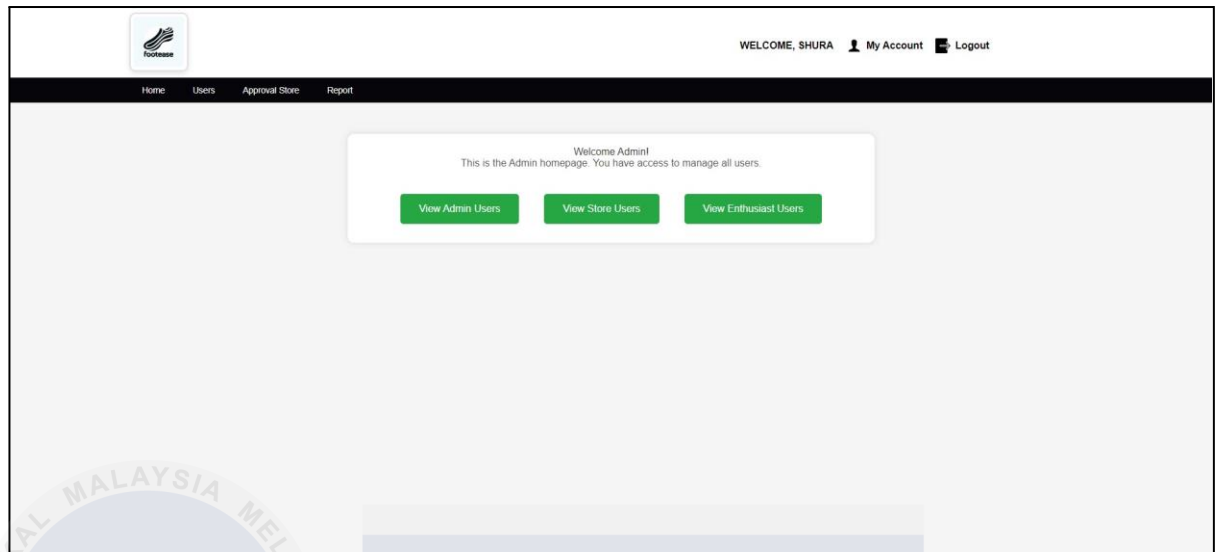 footease
WELCOME, SHURA My Account Logout
Home Users Approval Store Report
Welcome Admin!
This is the Admin homepage. You have access to manage all users.
View Admin Users View Store Users View Enthusiast Users
MALAYSIA